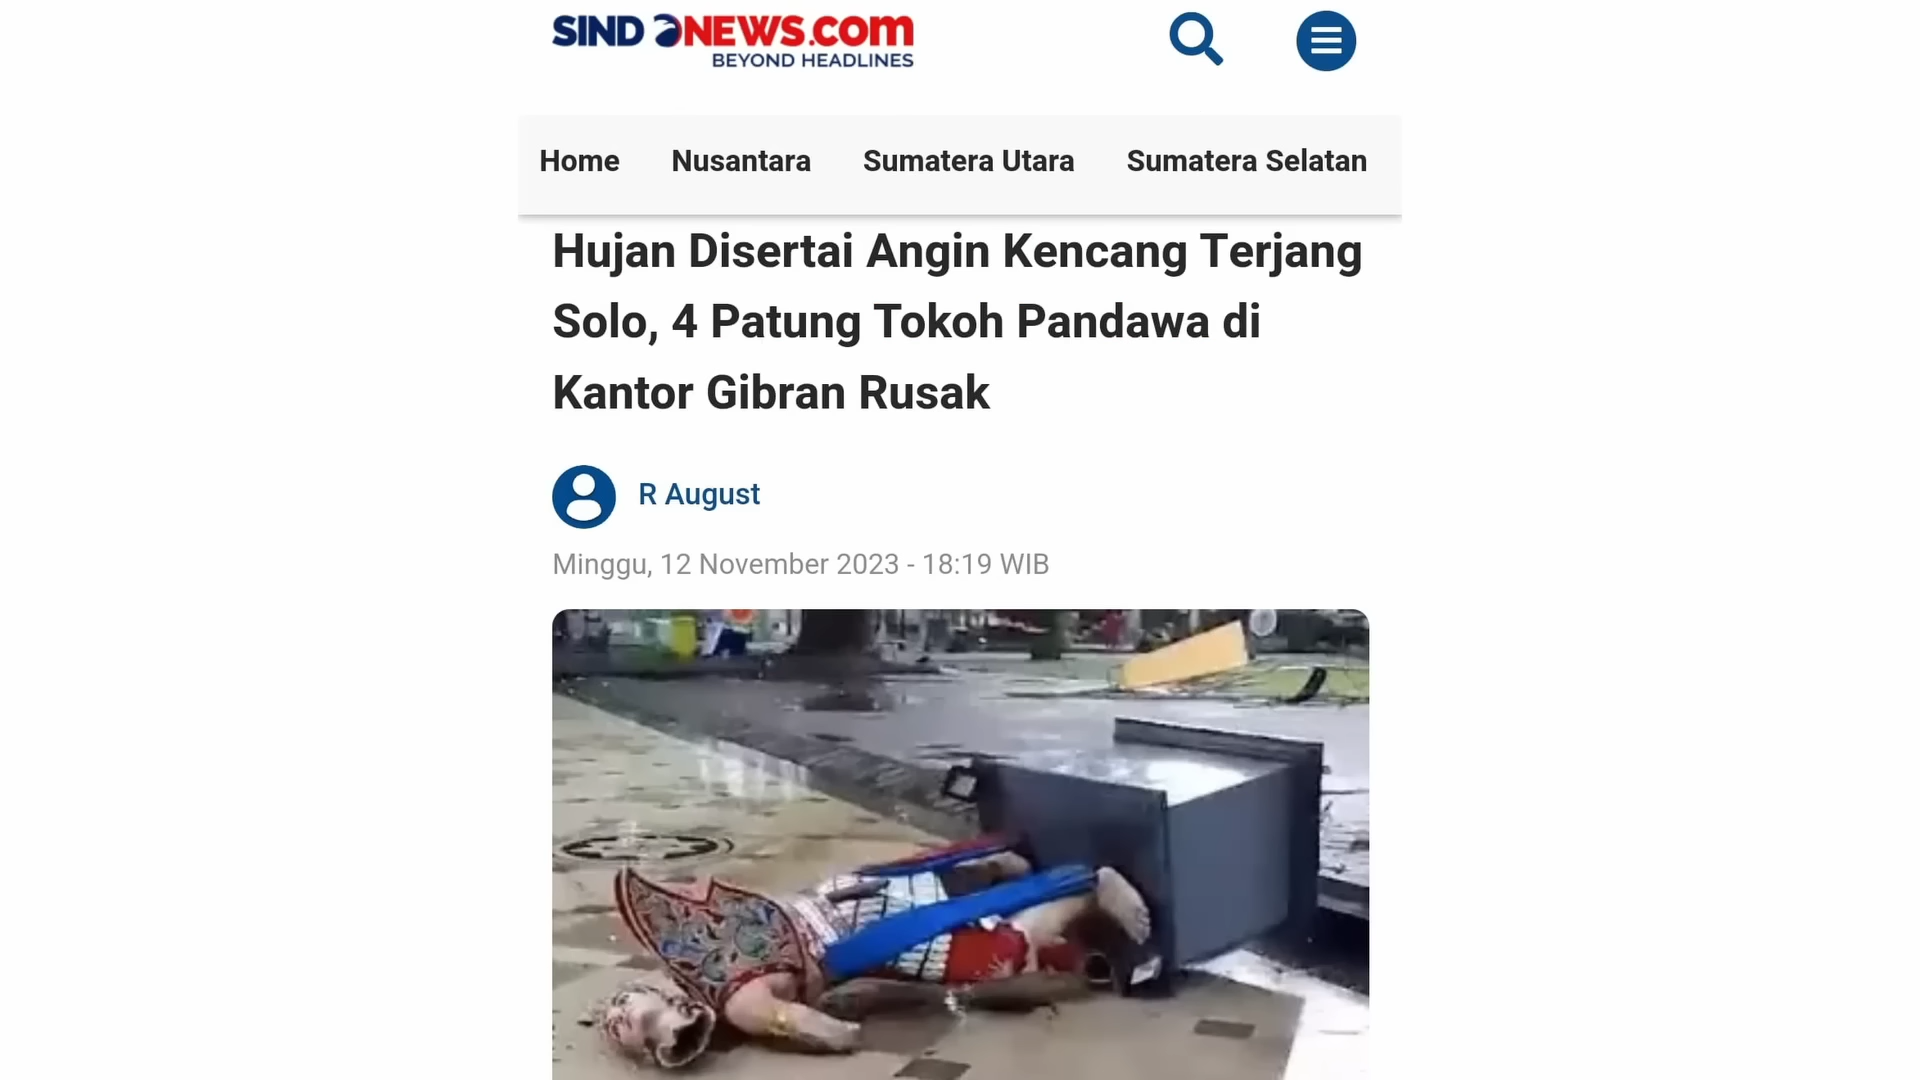 SINDONEWS.com
BEYOND HEADLINES
Home Nusantara Sumatera Utara Sumatera Selatan
Hujan Disertai Angin Kencang Terjang
Solo, 4 Patung Tokoh Pandawa di
Kantor Gibran Rusak
R August
Minggu, 12 November 2023 - 18:19 WIB